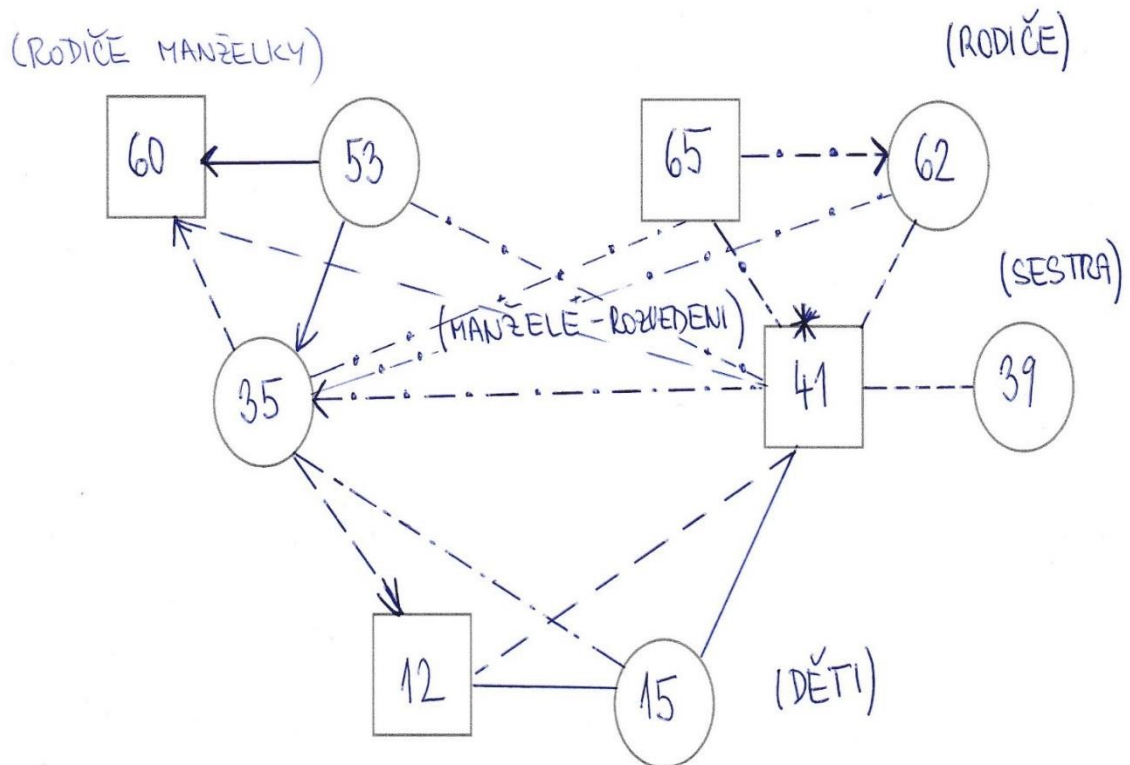 (RODIČE MANŽELKY)
(RODIČE)
60
53
65
62
(SESTRA)
(MANŽELÉ-ROZVEDENI)
35
41
39
12
15
(DĚTI)